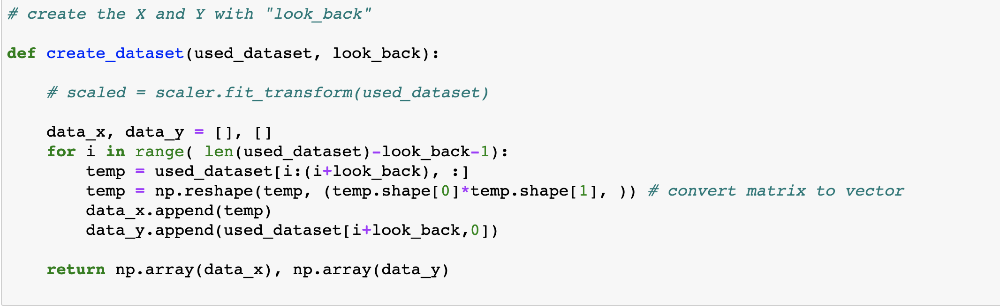 # create the X and Y with "look_back"
def create_dataset(used_dataset, look_back):
    # scaled = scaler.fit_transform(used_dataset)
    data_x, data_y = [], []
    for i in range( len(used_dataset)-look_back-1):
        temp = used_dataset[i:(i+look_back), :]
        temp = np.reshape(temp, (temp.shape[0]*temp.shape[1], )) # convert matrix to vector
        data_x.append(temp)
        data_y.append(used_dataset[i+look_back,0])
    return np.array(data_x), np.array(data_y)